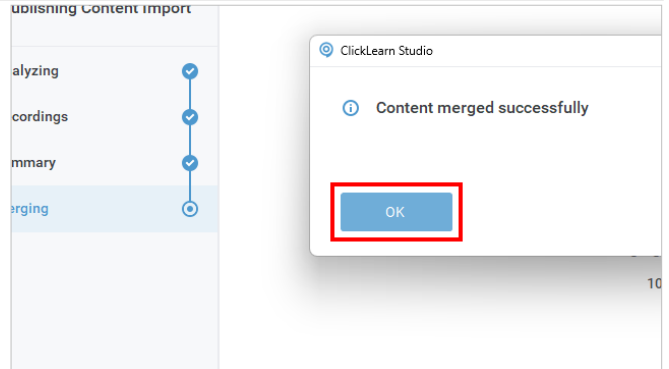 ublishing Content Import
ClickLearn Studio
alyzing
Content merged successfully
cordings
mmary
erging
OK
10